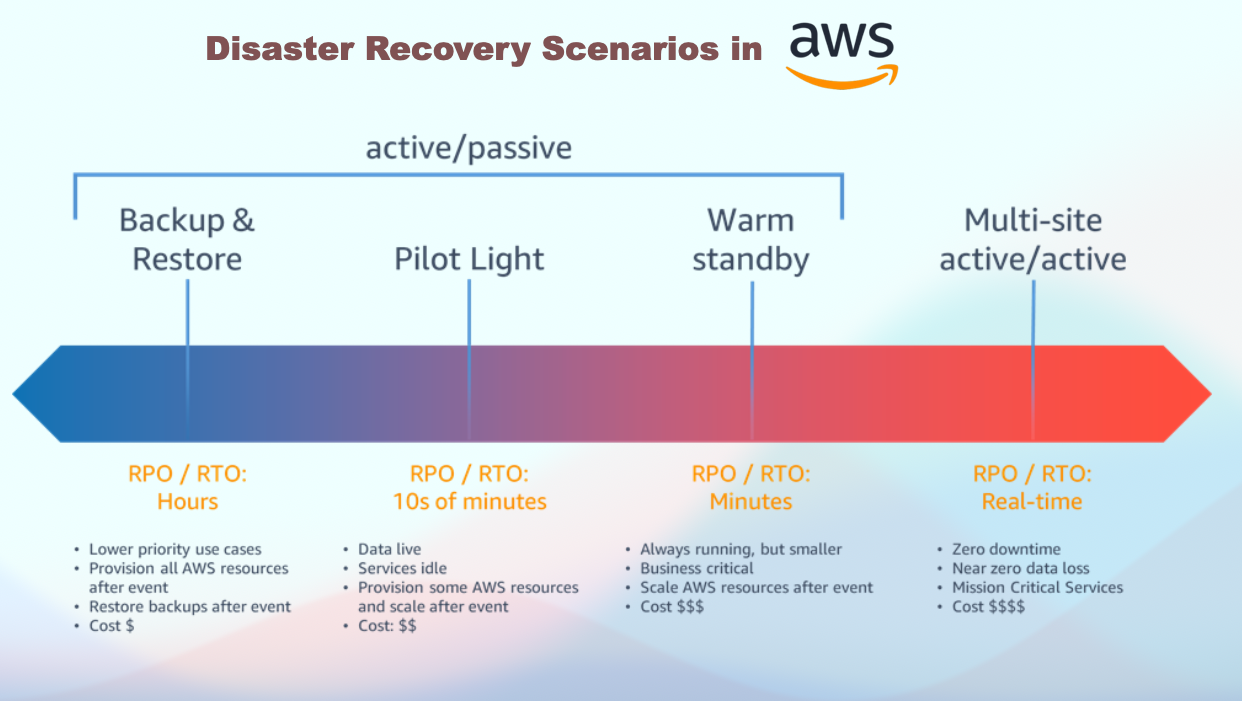 Disaster Recovery Scenarios in aws
active/passive
Backup &
Restore
Pilot Light
Warm
standby
Multi-site
active/active
RPO / RTO:
Hours
RPO / RTO:
10s of minutes
RPO / RTO:
Minutes
RPO / RTO:
Real-time
• Lower priority use cases
• Provision all AWS resources
after event
• Restore backups after event
• Cost $
• Data live
• Services idle
• Provision some AWS resources
and scale after event
• Cost: $$
• Always running, but smaller
• Business critical
• Scale AWS resources after event
• Cost $$$
• Zero downtime
• Near zero data loss
• Mission Critical Services
• Cost $$$$